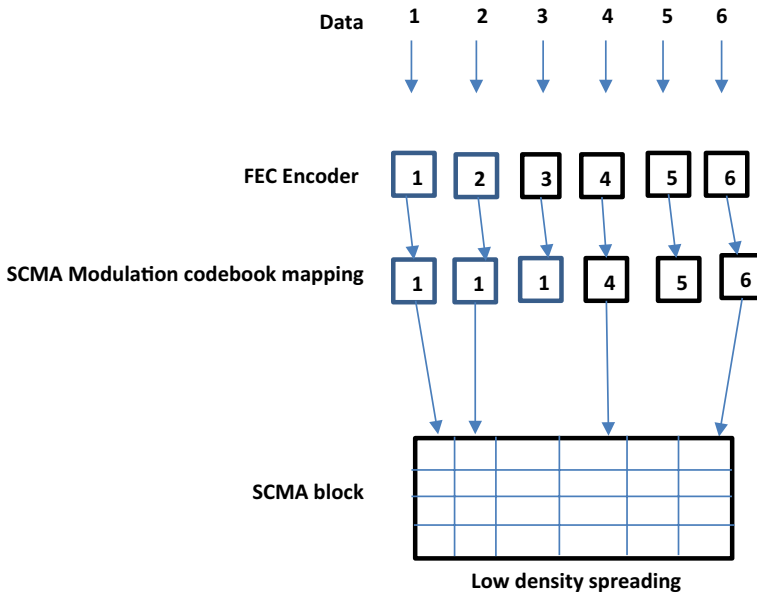 Data 1 2 3 4 5 6
FEC Encoder 1 2 3 4 5 6
SCMA Modulation codebook mapping 1 1 1 4 5 6
SCMA block
Low density spreading